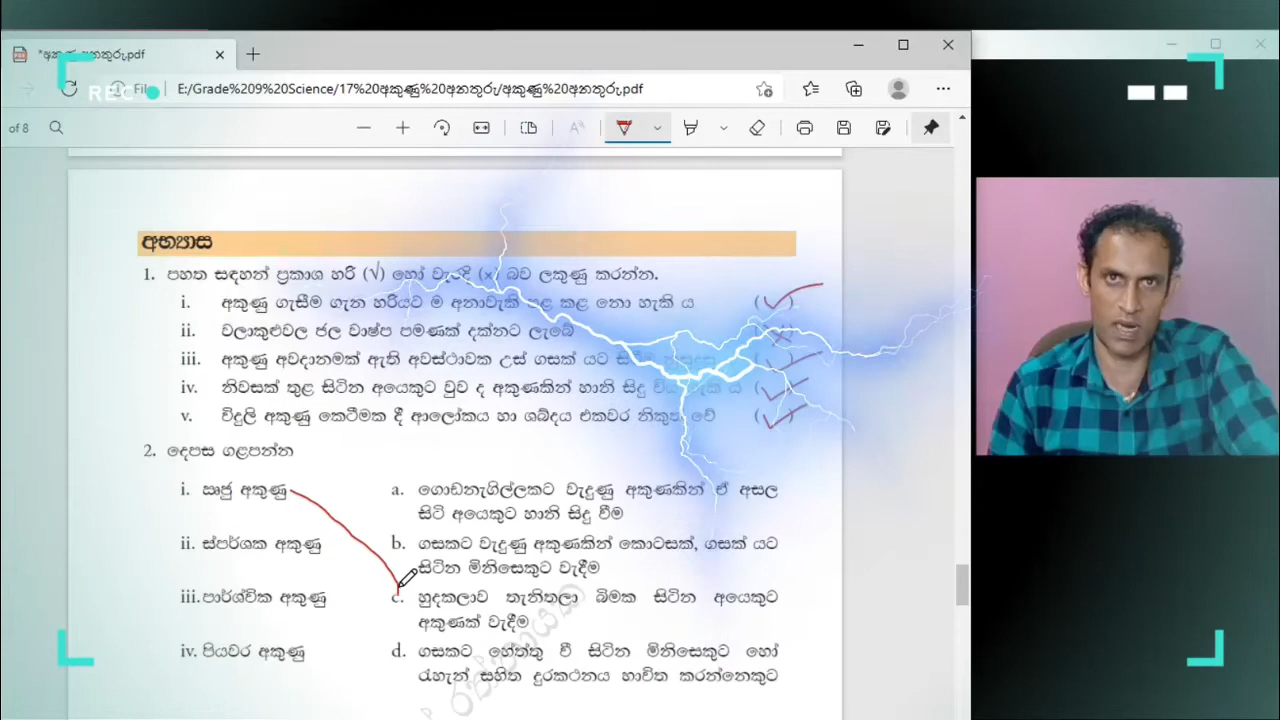 *අකුණු අනතුරු.pdf
REC
File
E:/Grade%209%20Science/17%20අකුණු%20අනතුරු/අකුණු%20අනතුරු.pdf
of 8
අභ්‍යාස
1. පහත සඳහන් ප්‍රකාශ හරි (√) හෝ වැරදි (×) බව ලකුණු කරන්න.
i. අකුණු ගැසීම ගැන හරියට ම අනාවැකි පළ කළ නො හැකි ය (✓)
ii. වලාකුළුවල ජල වාෂ්ප පමණක් දක්නට ලැබේ
iii. අකුණු අවදානමක් ඇති අවස්ථාවක උස් ගසක් යට සිටීම
iv. නිවසක් තුළ සිටින අයෙකුට වුව ද අකුණකින් හානි සිදු විය හැකි ය (✓)
v. විදුලි අකුණු කෙටීමක දී ආලෝකය හා ශබ්දය එකවර නිකුත් වේ (✓)
2. දෙපස ගළපන්න
i. සෘජු අකුණු a. ගොඩනැගිල්ලකට වැදුණු අකුණකින් ඒ අසල
සිටි අයෙකුට හානි සිදු වීම
ii. ස්පර්ශක අකුණු b. ගසකට වැදුණු අකුණකින් කොටසක්, ගසක් යට
සිටින මිනිසෙකුට වැදීම
iii. පාර්ශ්වික අකුණු c. හුදකලාව තැනිතලා බිමක සිටින අයෙකුට
අකුණක් වැදීම
iv. පියවර අකුණු d. ගසකට හේත්තු වී සිටින මිනිසෙකුට හෝ
රැහැන් සහිත දුරකථනය භාවිත කරන්නෙකුට